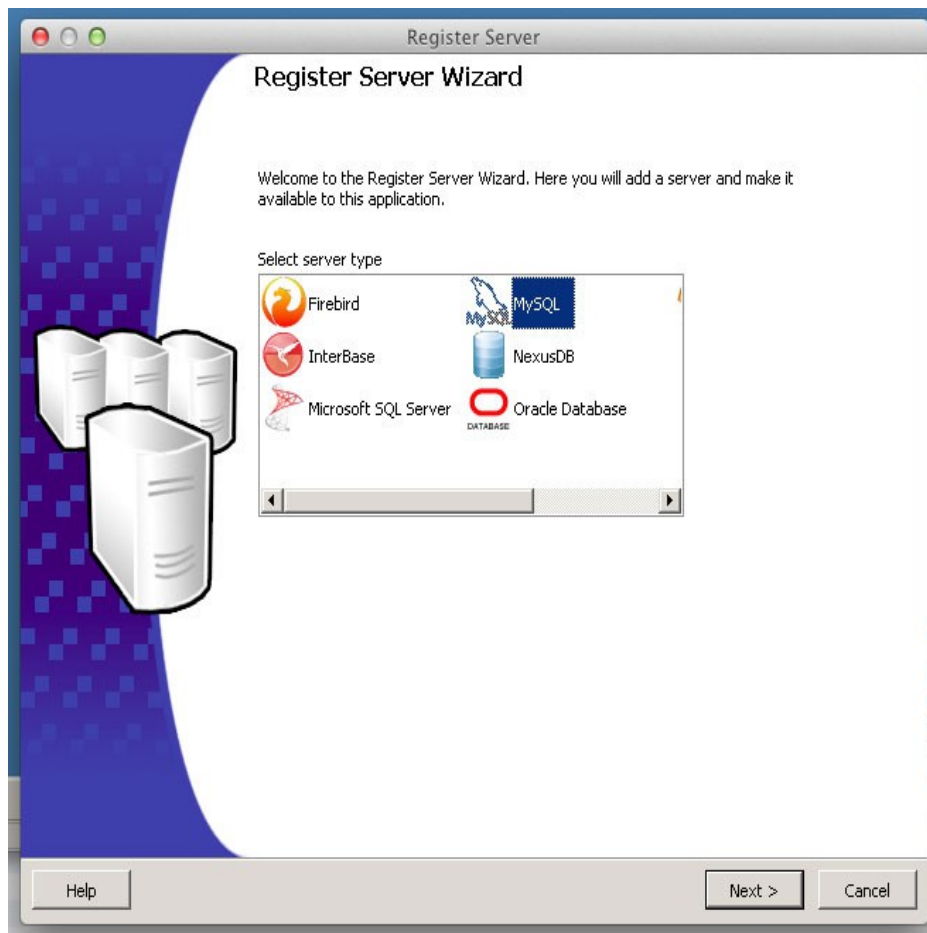 Register Server
Register Server Wizard
Welcome to the Register Server Wizard. Here you will add a server and make it
available to this application.
Select server type
Firebird
MySQL
MySQL
InterBase
NexusDB
Microsoft SQL Server
Oracle Database
DATABASE
Help
Next >
Cancel